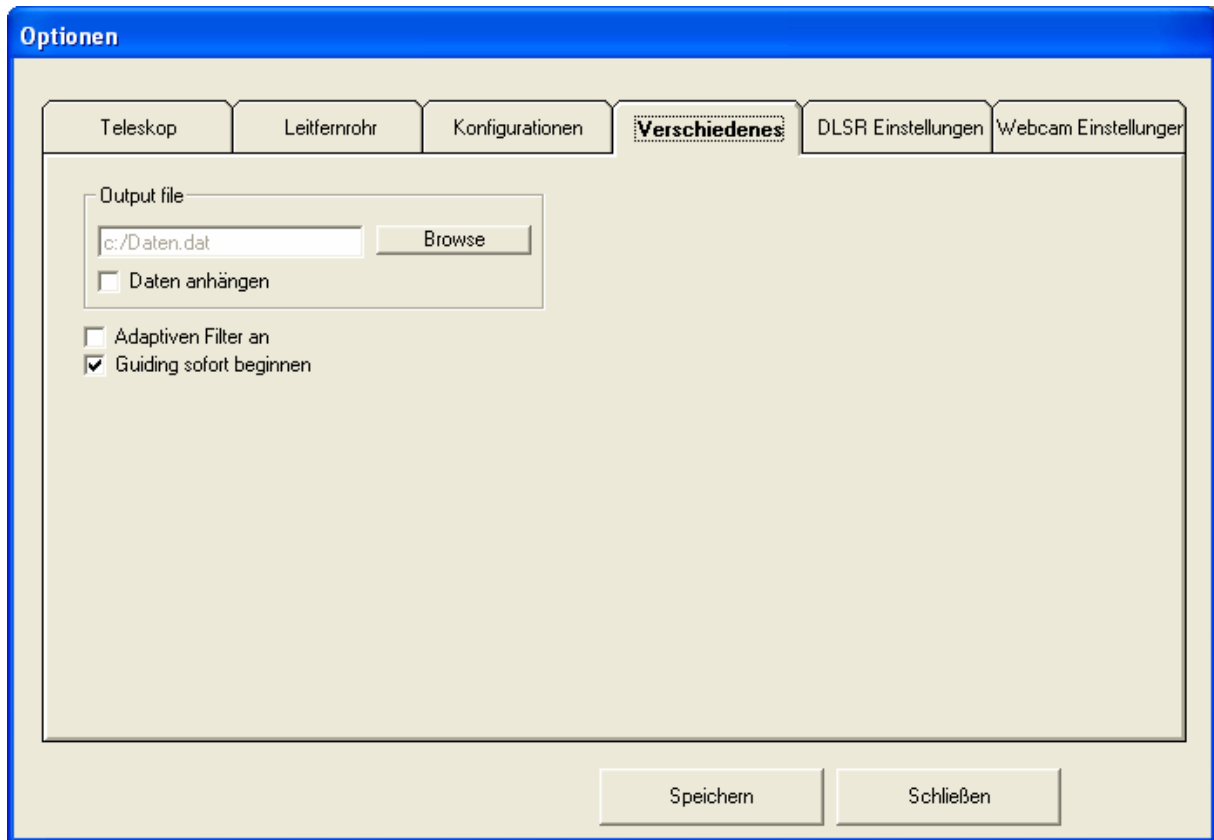 Optionen
Teleskop Leitfernrohr Konfigurationen Verschiedenes DLSR Einstellungen Webcam Einstellungen
Output file
c:/Daten.dat Browse
Daten anhängen
Adaptiven Filter an
Guiding sofort beginnen
Speichern Schließen